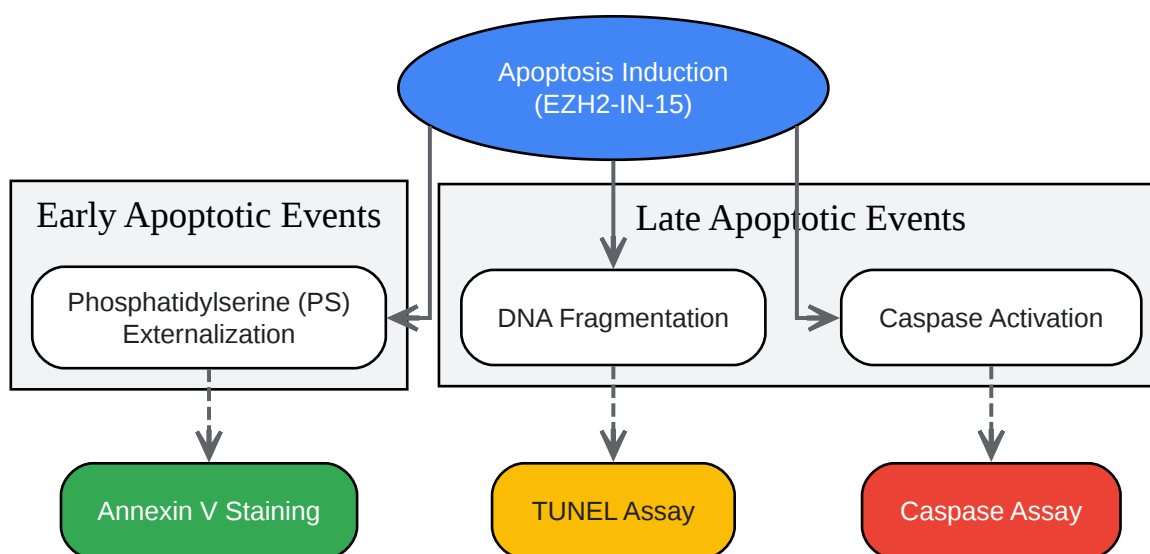 Apoptosis Induction
(EZH2-IN-15)
Early Apoptotic Events
Late Apoptotic Events
Phosphatidylserine (PS)
Externalization
DNA Fragmentation
Caspase Activation
Annexin V Staining
TUNEL Assay
Caspase Assay